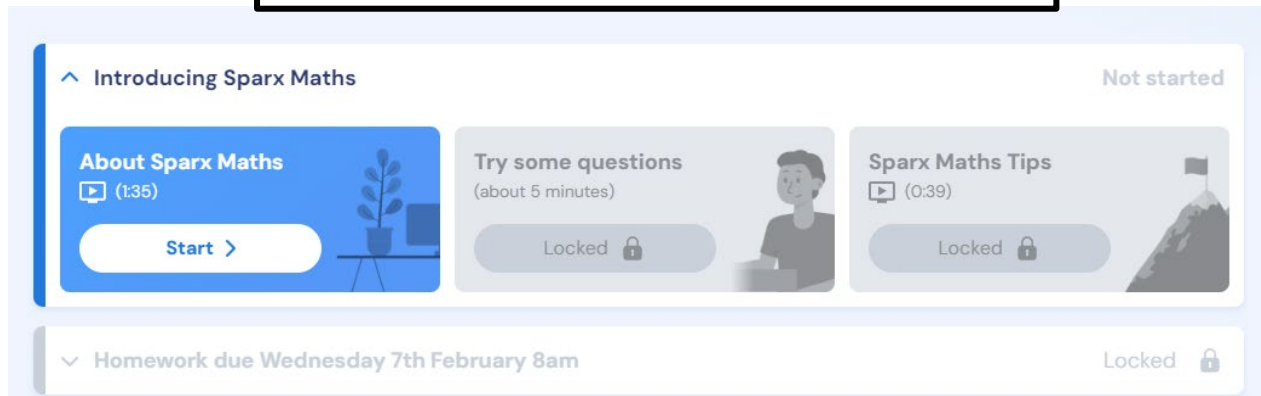 Introducing Sparx Maths
Not started
About Sparx Maths
(1:35)
Start
Try some questions
(about 5 minutes)
Locked
Sparx Maths Tips
(0:39)
Locked
Homework due Wednesday 7th February 8am
Locked